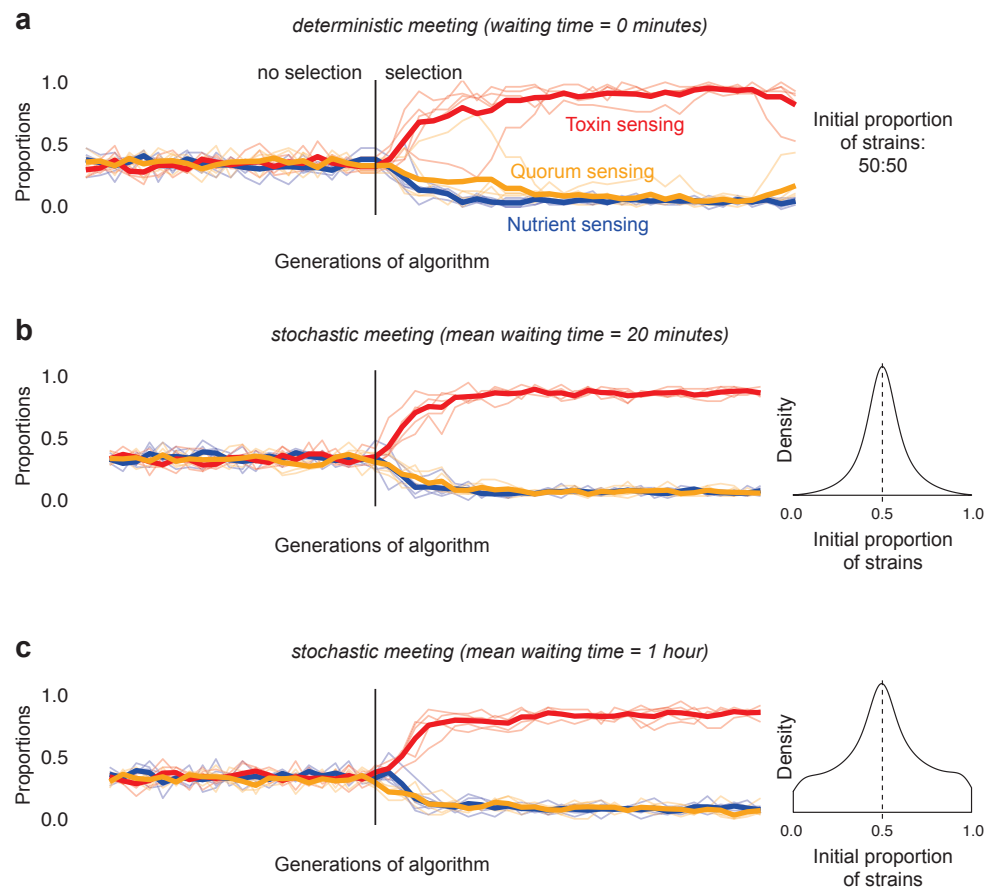 a
deterministic meeting (waiting time = 0 minutes)
no selection
selection
1.0
0.5
0.0
Proportions
Toxin sensing
Quorum sensing
Nutrient sensing
Initial proportion
of strains:
50:50
Generations of algorithm
b
stochastic meeting (mean waiting time = 20 minutes)
1.0
0.5
0.0
Proportions
Generations of algorithm
Density
0.0
0.5
1.0
Initial proportion
of strains
c
stochastic meeting (mean waiting time = 1 hour)
1.0
0.5
0.0
Proportions
Generations of algorithm
Density
0.0
0.5
1.0
Initial proportion
of strains